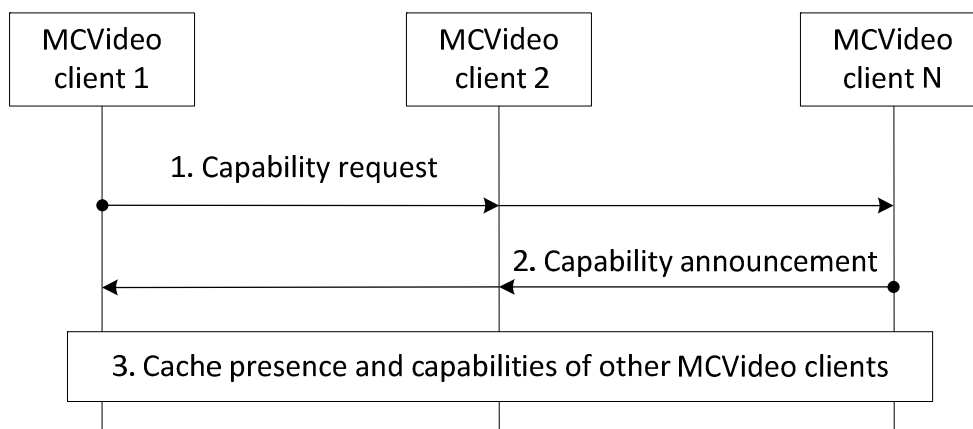 MCVideo
client 1
MCVideo
client 2
MCVideo
client N
1. Capability request
2. Capability announcement
3. Cache presence and capabilities of other MCVideo clients